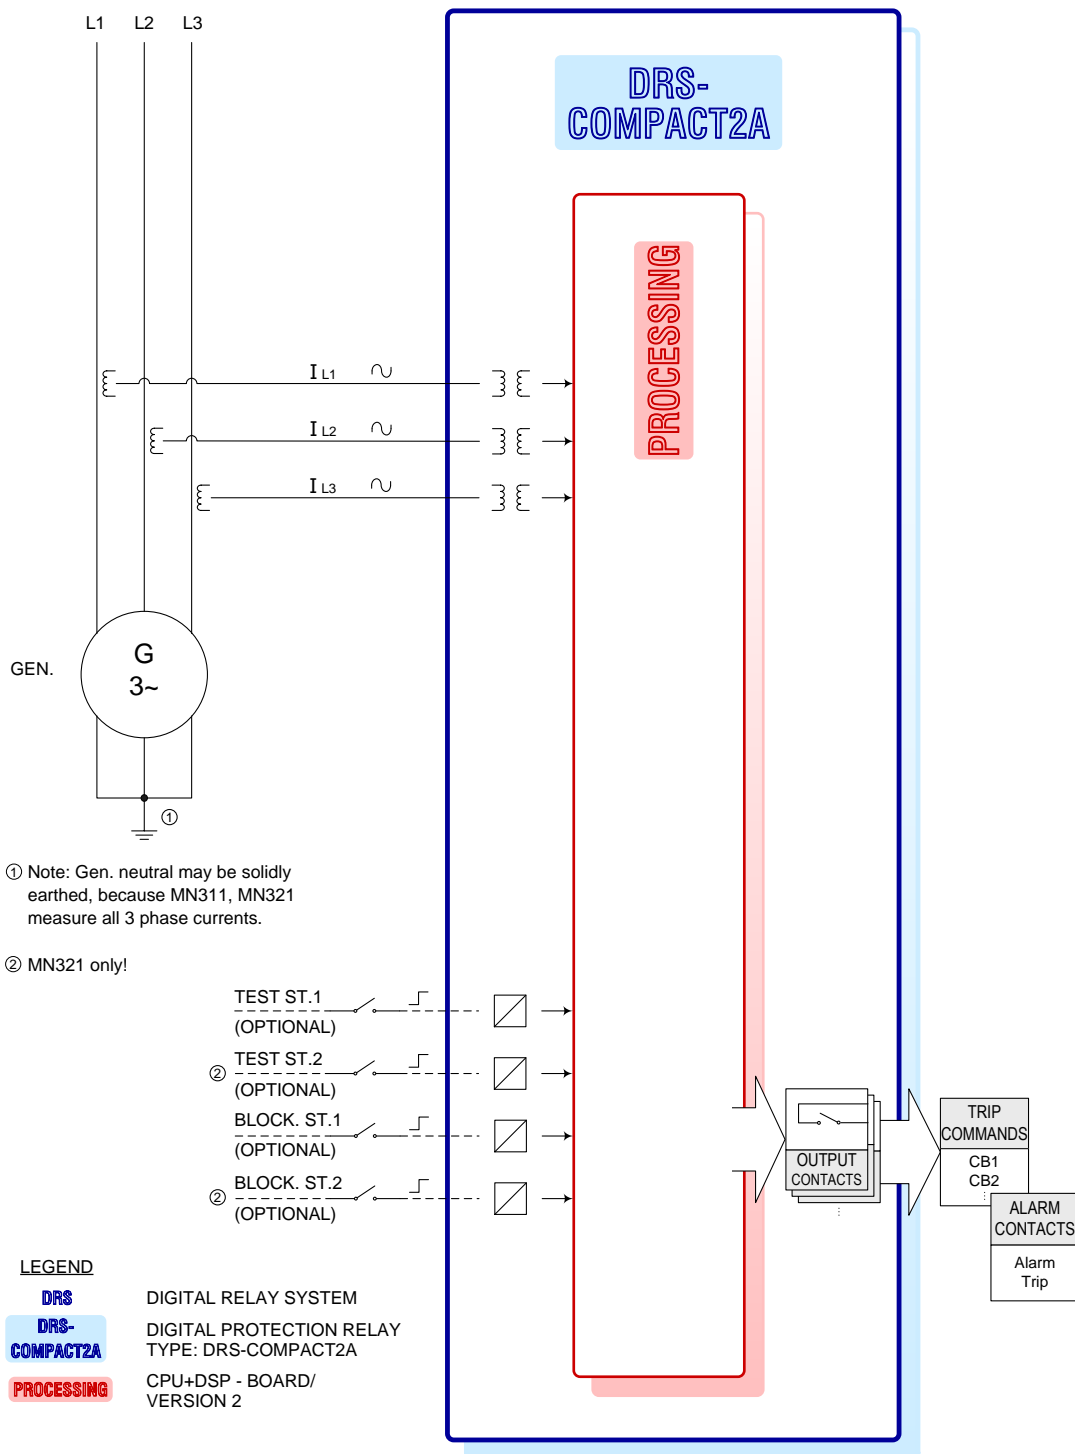 L1 L2 L3
DRS-
COMPACT2A
PROCESSING
I L1
I L2
I L3
GEN.
G
3~
①
① Note: Gen. neutral may be solidly
earthed, because MN311, MN321
measure all 3 phase currents.
② MN321 only!
TEST ST.1
(OPTIONAL)
② TEST ST.2
(OPTIONAL)
BLOCK. ST.1
(OPTIONAL)
② BLOCK. ST.2
(OPTIONAL)
OUTPUT
CONTACTS
TRIP
COMMANDS
CB1
CB2
ALARM
CONTACTS
Alarm
Trip
LEGEND
DRS DIGITAL RELAY SYSTEM
DRS-
COMPACT2A
DIGITAL PROTECTION RELAY
TYPE: DRS-COMPACT2A
PROCESSING
CPU+DSP - BOARD/
VERSION 2